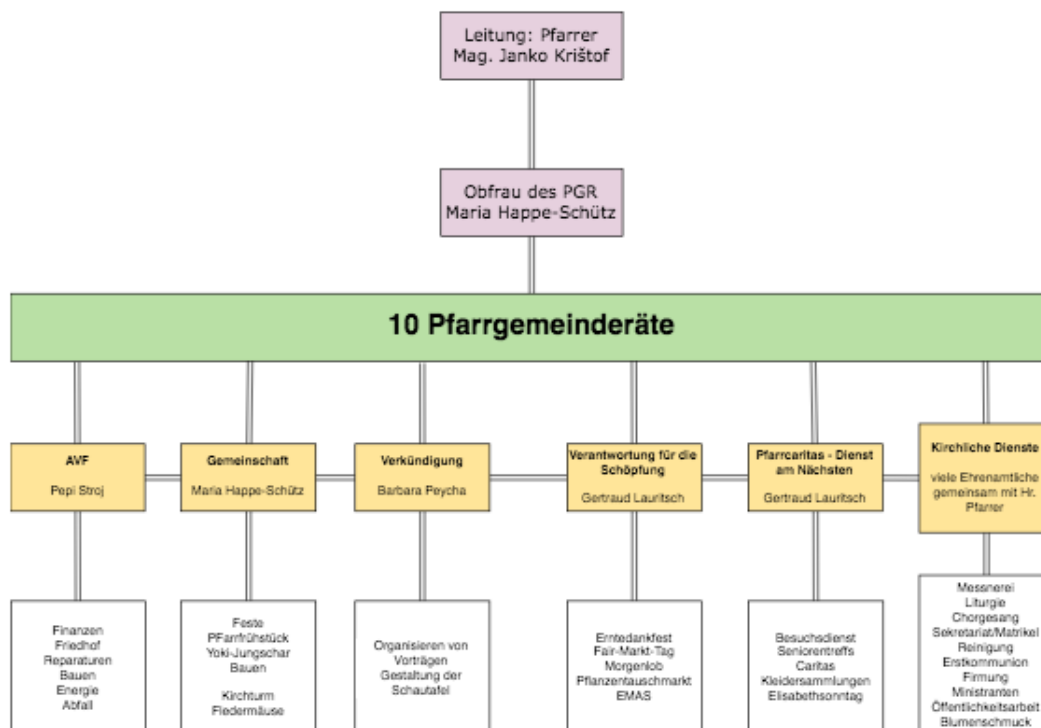 Leitung: Pfarrer
Mag. Janko Krištof
Obfrau des PGR
Maria Happe-Schütz
10 Pfarrgemeinderäte
AVF
Pepi Stroj
Gemeinschaft
Maria Happe-Schütz
Verkündigung
Barbara Peycha
Verantwortung für die
Schöpfung
Gertraud Lauritsch
Pfarrcaritas - Dienst
am Nächsten
Gertraud Lauritsch
Kirchliche Dienste
viele Ehrenamtliche
gemeinsam mit Hr.
Pfarrer
Finanzen
Friedhof
Reparaturen
Bauen
Energie
Abfall
Feste
PFarrfrühstück
Yoki-Jungschar
Bauen
Kirchturm
Fledermäuse
Organisieren von
Vorträgen
Gestaltung der
Schautafel
Erntedankfest
Fair-Markt-Tag
Morgenlob
Pflanzentauschmarkt
EMAS
Besuchsdienst
Seniorentreffs
Caritas
Kleidersammlungen
Elisabethsonntag
Messnerei
Liturgie
Chorgesang
Sekretariat/Matrikel
Reinigung
Erstkommunion
Firmung
Ministranten
Öffentlichkeitsarbeit
Blumenschmuck